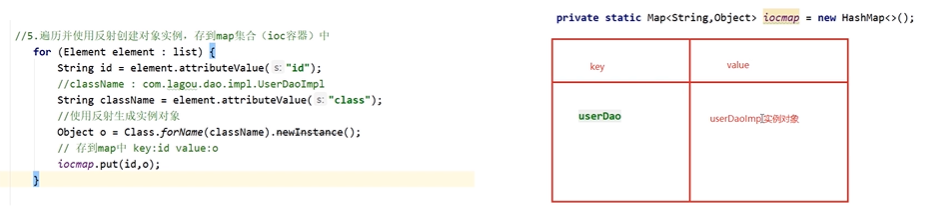 //5.遍历并使用反射创建对象实例，存到map集合（ioc容器）中
for (Element element : list) {
String id = element.attributeValue( s: "id");
//className : com.lagou.dao.impl.UserDaoImpl
String className = element.attributeValue( s: "class");
//使用反射生成实例对象
Object o = Class.forName(className).newInstance();
// 存到map中 key:id value:o
iocmap.put(id,o);
}
private static Map<String,Object> iocmap = new HashMap<>();
key
value
userDao
userDaoImpl实例对象